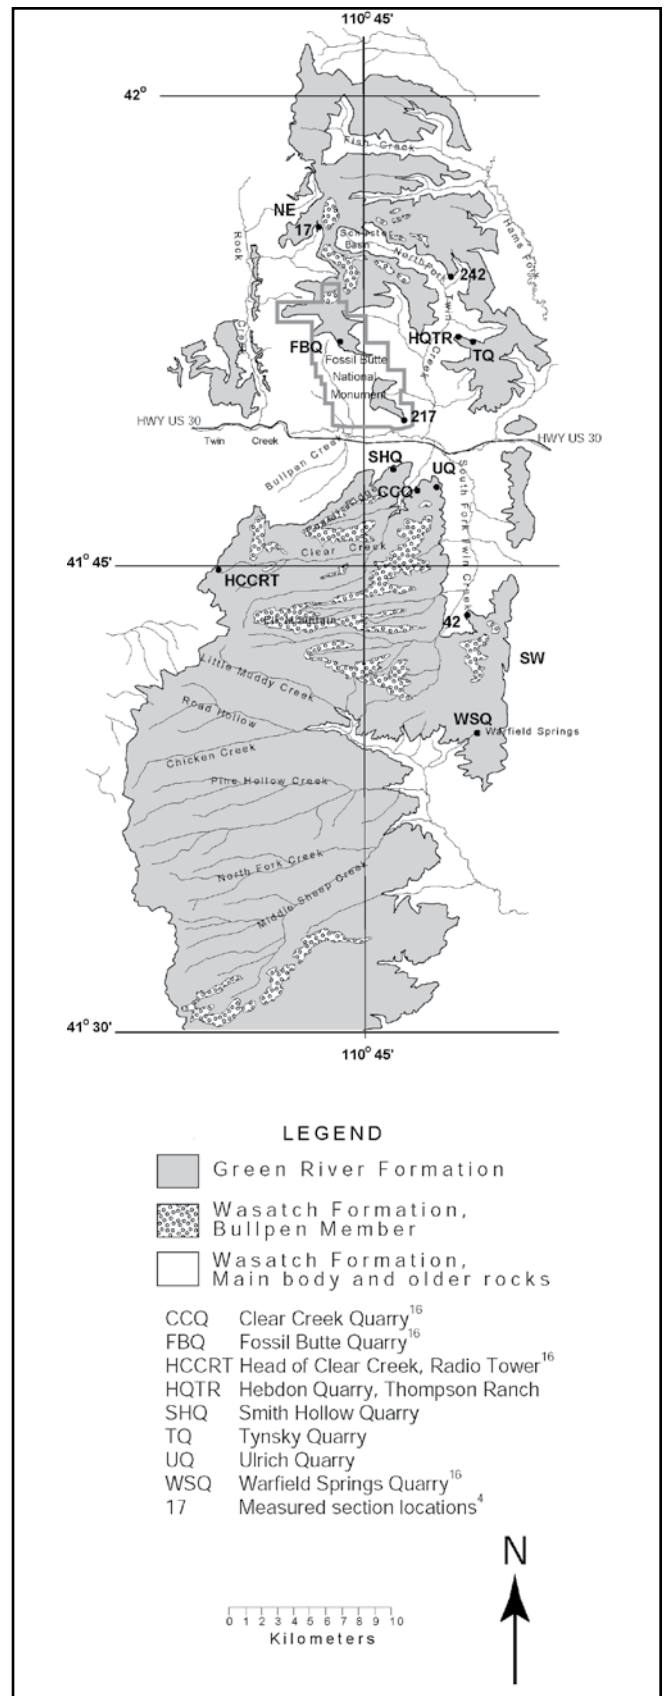 110° 45'
42°
Fish Creek
Hams Fork
NE
17
Rock
Creek
Schuster
Basin
North Fork
Twin
Creek
242
HQTR
TQ
FBQ
Fossil Butte
National
Monument
217
HWY US 30
Twin Creek
HWY US 30
Bullpen Creek
SHQ
UQ
CCQ
South Fork Twin Creek
Clear Creek
41° 45'
HCCRT
Elk Mountain
42
SW
Little Muddy Creek
Road Hollow
WSQ
Warfield Springs
Chicken Creek
Pine Hollow Creek
North Fork Creek
Middle Sheep Creek
41° 30'
110° 45'
LEGEND
Green River Formation
Wasatch Formation,
Bullpen Member
Wasatch Formation,
Main body and older rocks
CCQ Clear Creek Quarry16
FBQ Fossil Butte Quarry16
HCCRT Head of Clear Creek, Radio Tower16
HQTR Hebdon Quarry, Thompson Ranch
SHQ Smith Hollow Quarry
TQ Tynsky Quarry
UQ Ulrich Quarry
WSQ Warfield Springs Quarry16
17 Measured section locations4
N
0 1 2 3 4 5 6 7 8 9 10
Kilometers